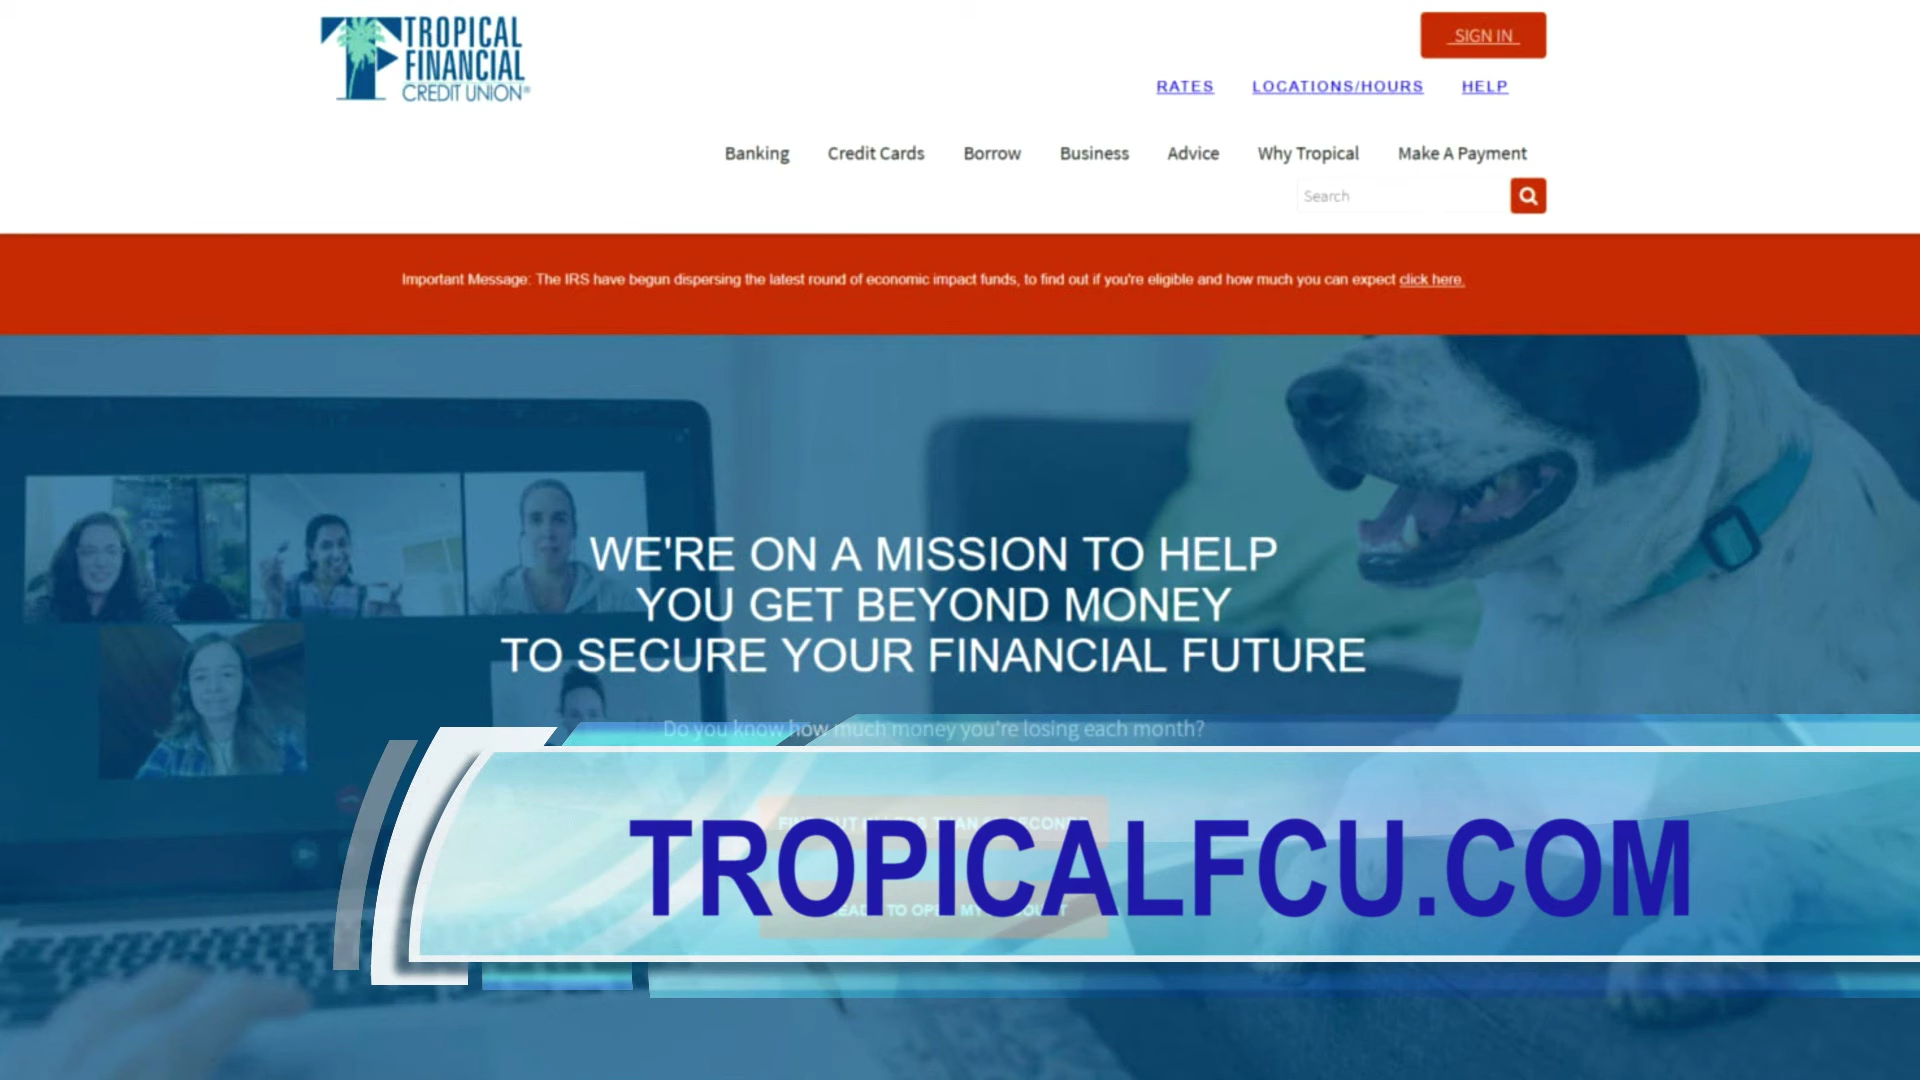 TROPICAL
FINANCIAL
CREDIT UNION®
SIGN IN
RATES LOCATIONS/HOURS HELP
Banking Credit Cards Borrow Business Advice Why Tropical Make A Payment
Search
Important Message: The IRS have begun dispersing the latest round of economic impact funds, to find out if you're eligible and how much you can expect click here.
WE'RE ON A MISSION TO HELP
YOU GET BEYOND MONEY
TO SECURE YOUR FINANCIAL FUTURE
Do you know how much money you're losing each month?
TROPICALFCU.COM